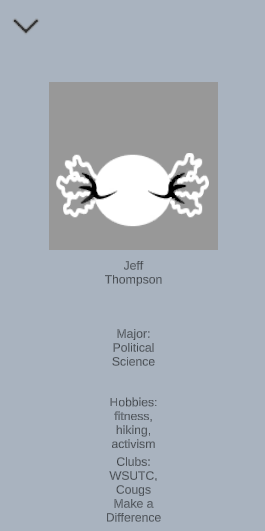 Jeff
Thompson
Major:
Political
Science
Hobbies:
fitness,
hiking,
activism
Clubs:
WSUTC,
Cougs
Make a
Difference